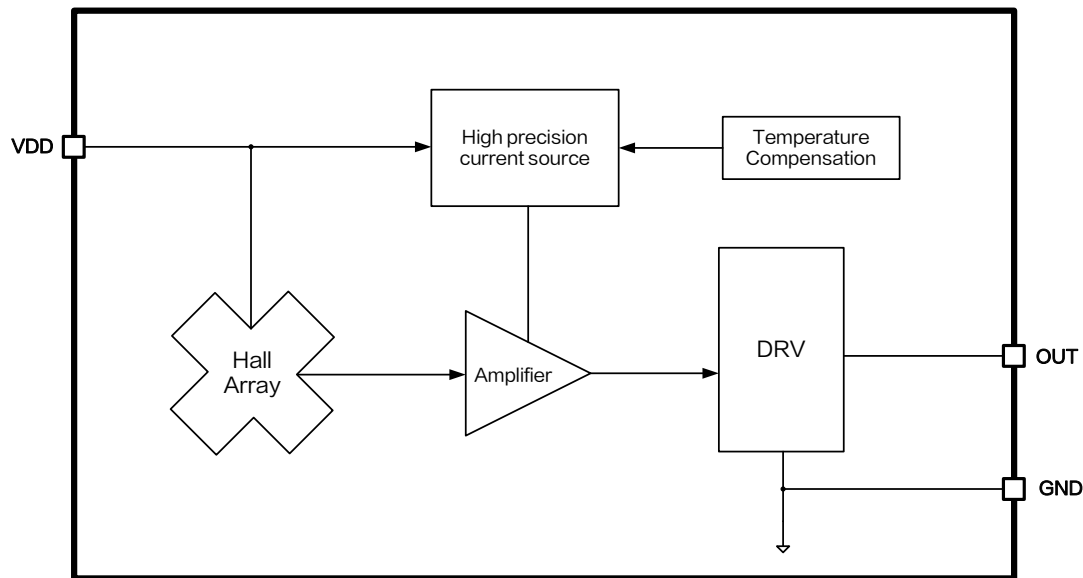 VDD
High precision
current source
Temperature
Compensation
Hall
Array
Amplifier
DRV
OUT
GND